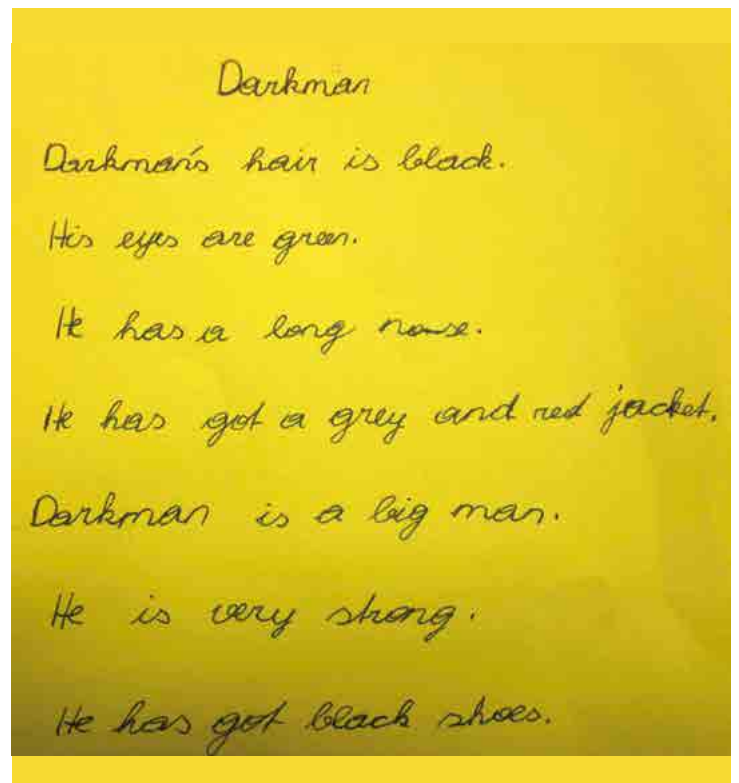 Darkman
Darkman's hair is black.
His eyes are green.
He has a long nose.
He has got a grey and red jacket.
Darkman is a big man.
He is very strong.
He has got black shoes.